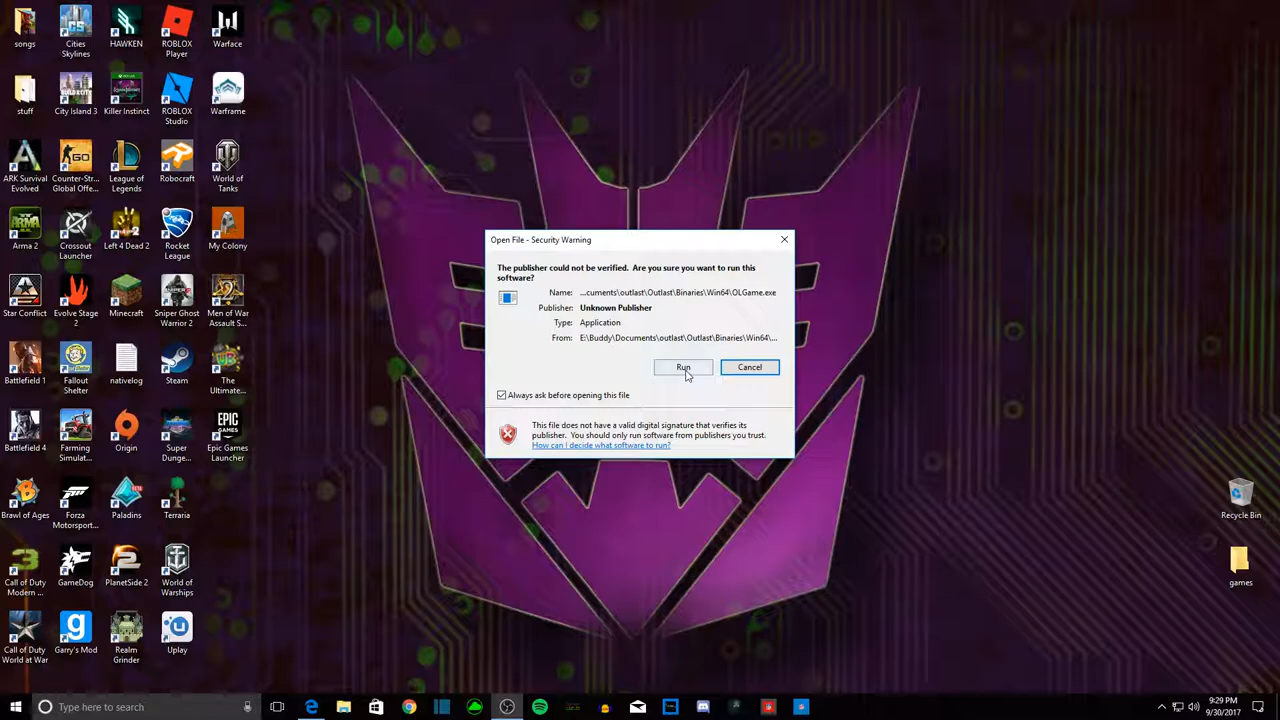 songs
Cities
Skylines
HAWKEN
ROBLOX
Player
Warface
stuff
City Island 3
Killer Instinct
ROBLOX
Studio
Warframe
ARK Survival
Evolved
Counter-Str...
Global Offe...
League of
Legends
Robocraft
World of
Tanks
Arma 2
Crossout
Launcher
Left 4 Dead 2
Rocket
League
My Colony
Star Conflict
Evolve Stage
2
Minecraft
Sniper Ghost
Warrior 2
Men of War
Assault S...
Battlefield 1
Fallout
Shelter
nativelog
Steam
The
Ultimate...
Battlefield 4
Farming
Simulat...
Origin
Super
Dunge...
Epic Games
Launcher
Brawl of Ages
Forza
Motorsport...
Paladins
Terraria
Call of Duty
Modern ...
GameDog
PlanetSide 2
World of
Warships
Call of Duty
World at War
Garry's Mod
Realm
Grinder
Uplay
Open File - Security Warning
The publisher could not be verified. Are you sure you want to run this
software?
Name: ...cuments\outlast\Outlast\Binaries\Win64\OLGame.exe
Publisher: Unknown Publisher
Type: Application
From: E:\Buddy\Documents\outlast\Outlast\Binaries\Win64\...
Run
Cancel
Always ask before opening this file
This file does not have a valid digital signature that verifies its
publisher. You should only run software from publishers you trust.
How can I decide what software to run?
Recycle Bin
games
Type here to search
9:29 PM
9/30/2017